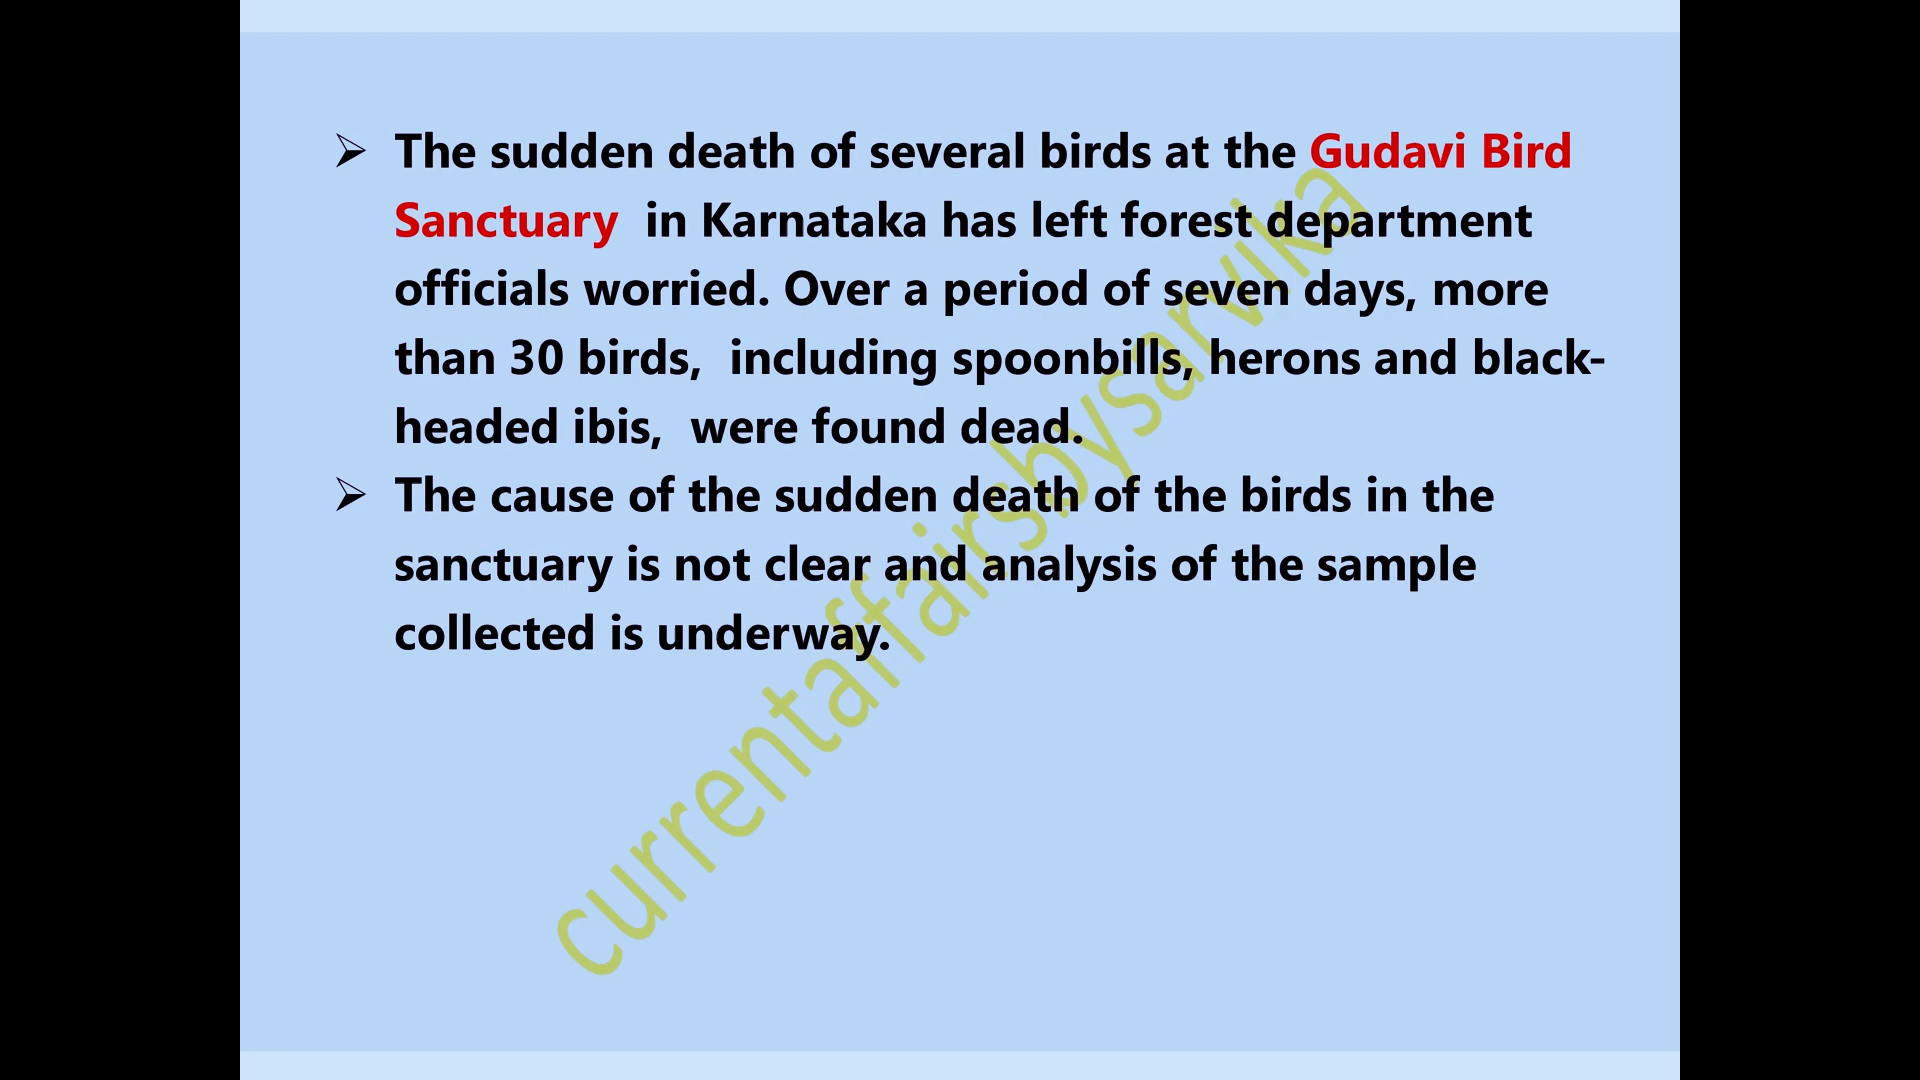 ➢ The sudden death of several birds at the Gudavi Bird
Sanctuary  in Karnataka has left forest department
officials worried. Over a period of seven days, more
than 30 birds,  including spoonbills, herons and black-
headed ibis,  were found dead.
➢ The cause of the sudden death of the birds in the
sanctuary is not clear and analysis of the sample
collected is underway.
currentaffairsbysarvika